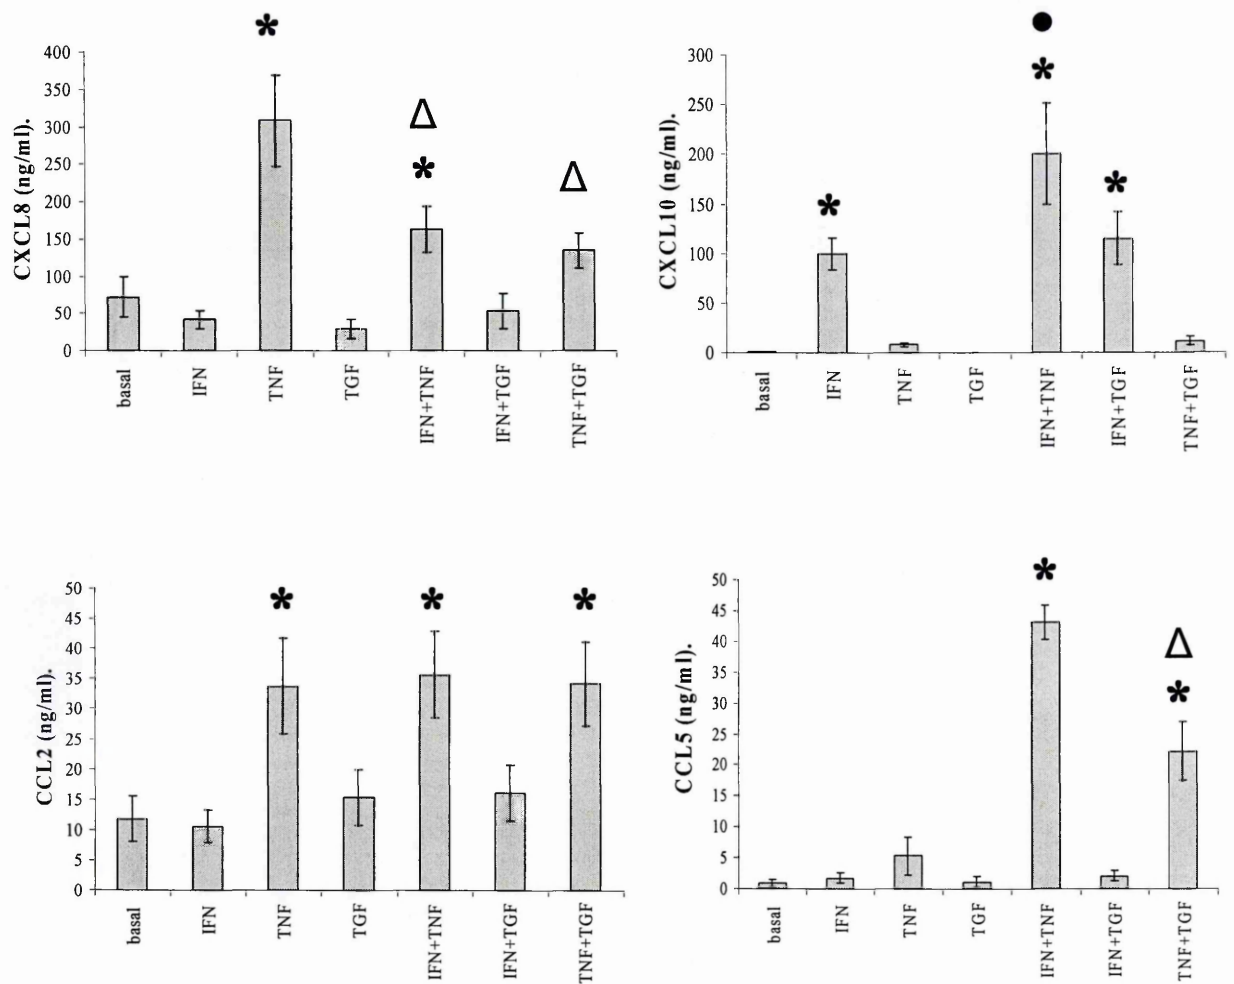 *
400
350
300
250
200
150
100
50
0
CXCL8 (ng/ml).
Δ
*
Δ
basal
IFN
TNF
TGF
IFN+TNF
IFN+TGF
TNF+TGF
●
*
300
250
200
150
100
50
0
CXCL10 (ng/ml).
*
*
basal
IFN
TNF
TGF
IFN+TNF
IFN+TGF
TNF+TGF
50
45
40
35
30
25
20
15
10
5
0
CCL2 (ng/ml).
* * *
basal
IFN
TNF
TGF
IFN+TNF
IFN+TGF
TNF+TGF
*
50
45
40
35
30
25
20
15
10
5
0
CCL5 (ng/ml).
Δ
*
basal
IFN
TNF
TGF
IFN+TNF
IFN+TGF
TNF+TGF